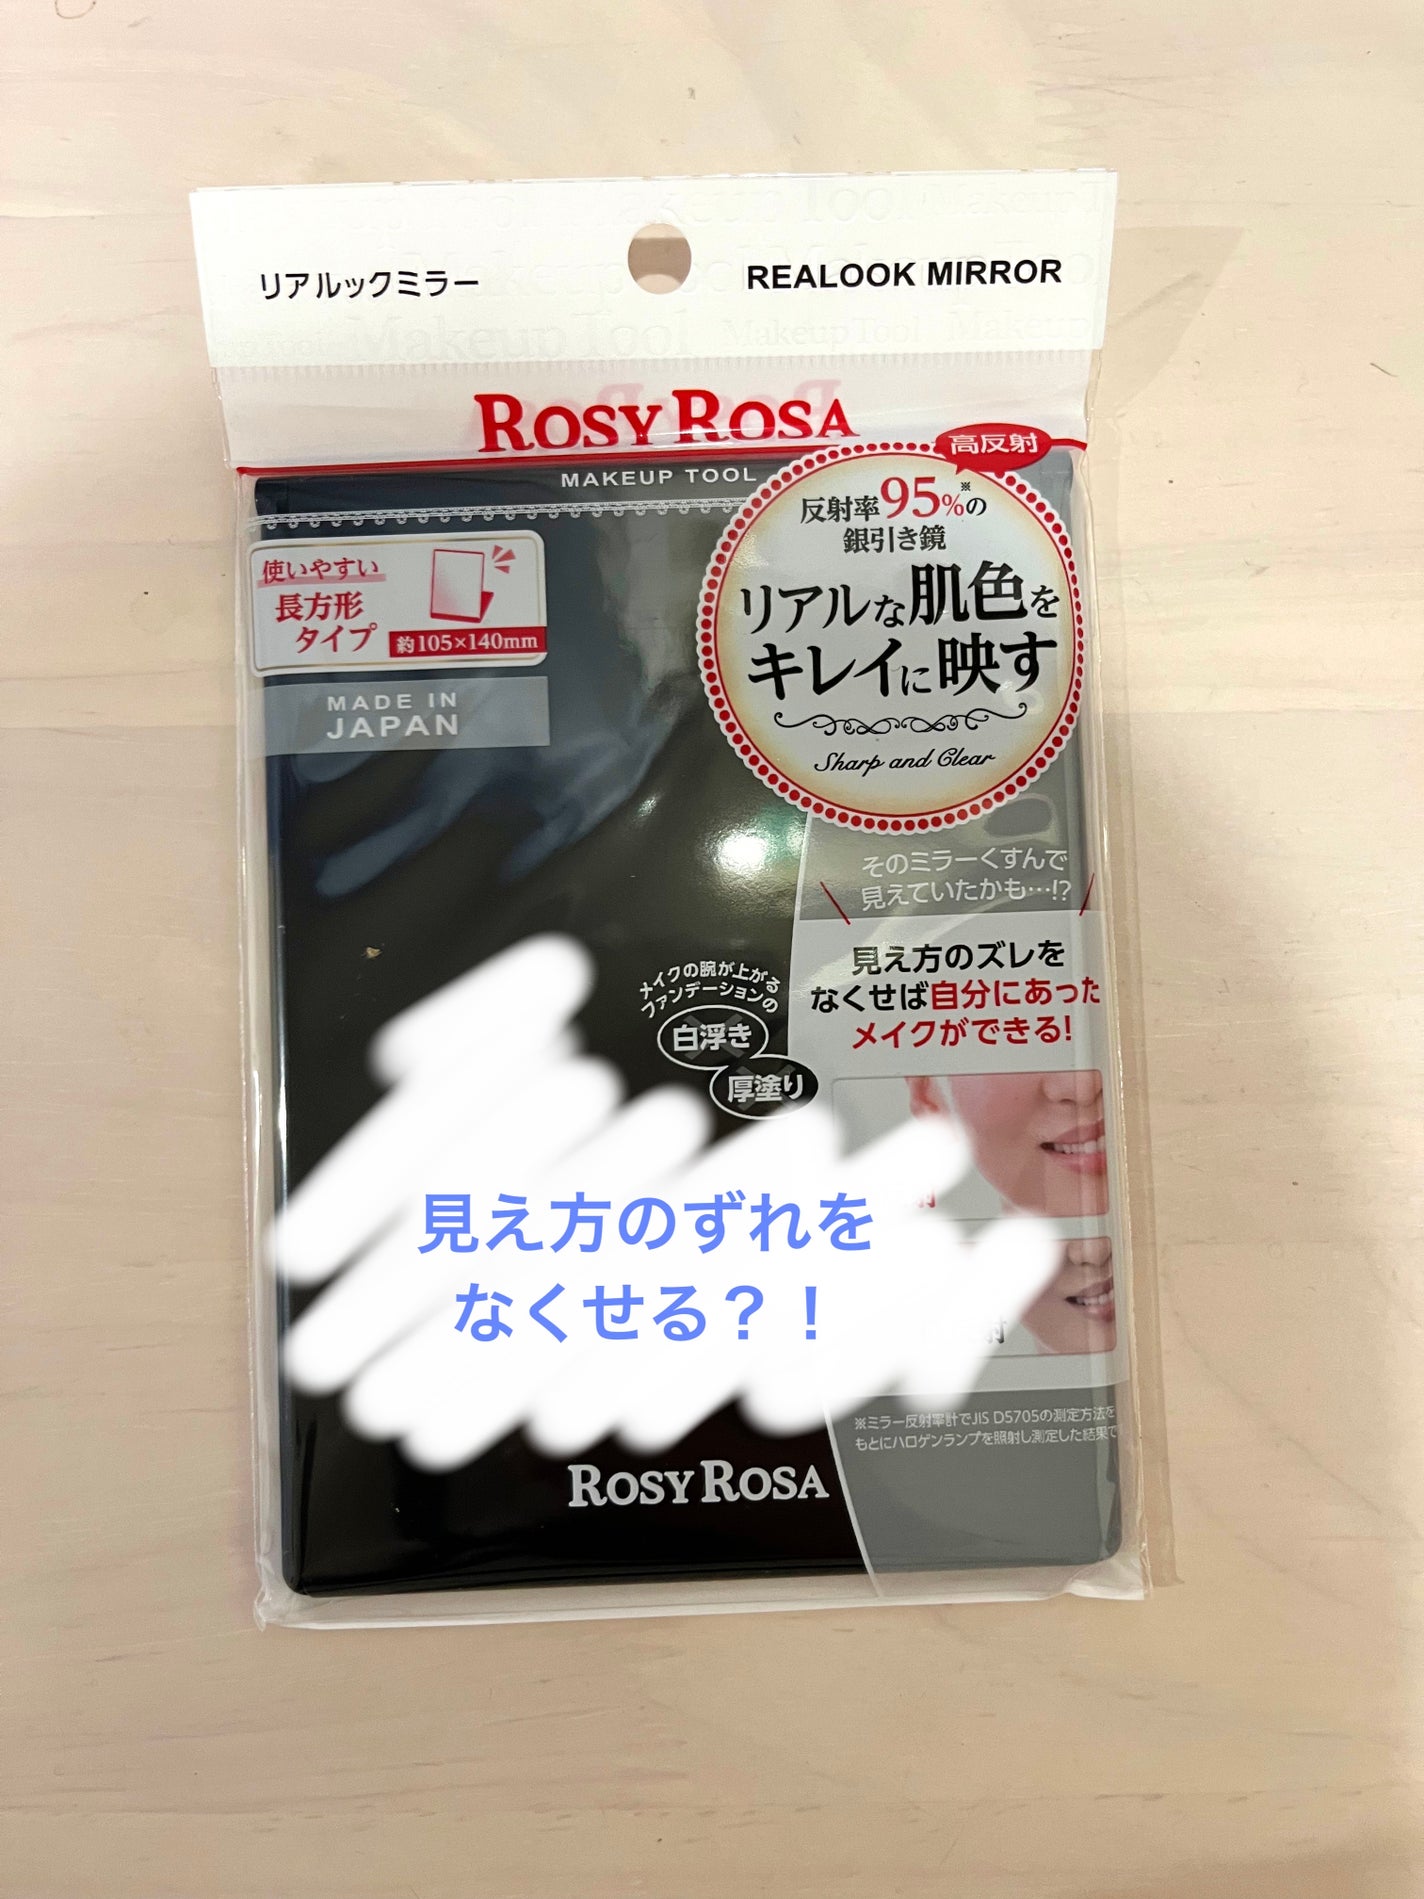 リアルックミラー
REALOOK MIRROR
ROSY ROSA
MAKEUP TOOL
高反射
反射率95%※の
銀引き鏡
リアルな肌色を
キレイに映す
Sharp and Clear
使いやすい
長方形
タイプ
約105×140mm
MADE IN
JAPAN
そのミラーくすんで
見えていたかも…!?
見え方のズレを
なくせば自分にあった
メイクができる!
メイクの腕が上がる
ファンデーションの
白浮き
厚塗り
射
見え方のずれを
なくせる？！
射
※ミラー反射率計でJIS D5705の測定方法を
もとにハロゲンランプを照射し測定した結果で
ROSY ROSA